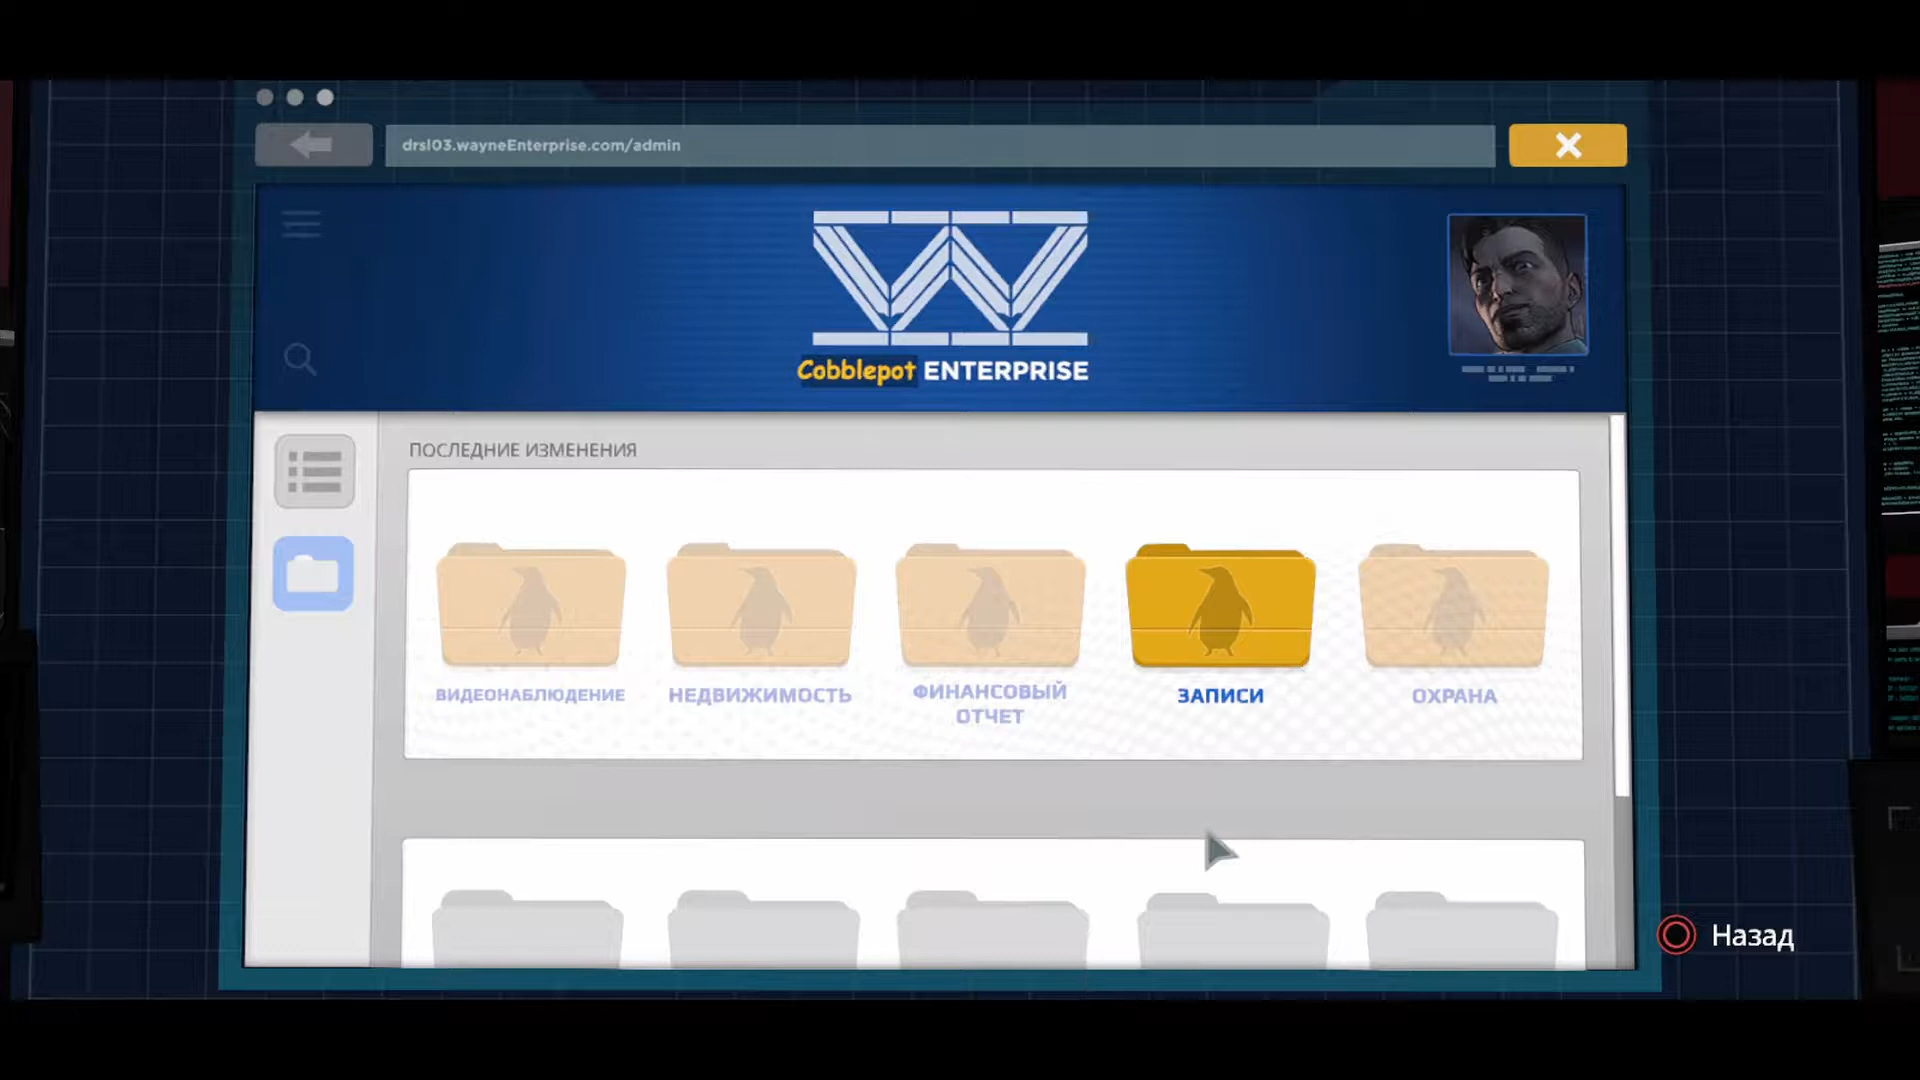 drsl03.wayneEnterprise.com/admin
Cobblepot ENTERPRISE
ПОСЛЕДНИЕ ИЗМЕНЕНИЯ
ВИДЕОНАБЛЮДЕНИЕ
НЕДВИЖИМОСТЬ
ФИНАНСОВЫЙ
ОТЧЕТ
ЗАПИСИ
ОХРАНА
Назад